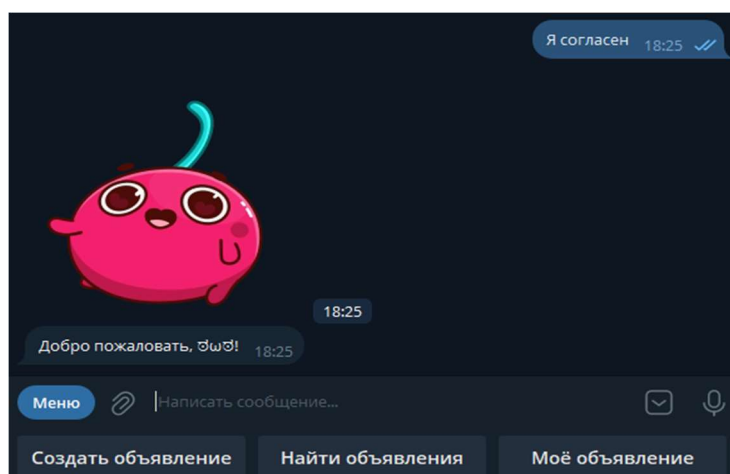 Я согласен 18:25
18:25
Добро пожаловать, ಠωಠ! 18:25
Меню Написать сообщение...
Создать объявление Найти объявления Моё объявление